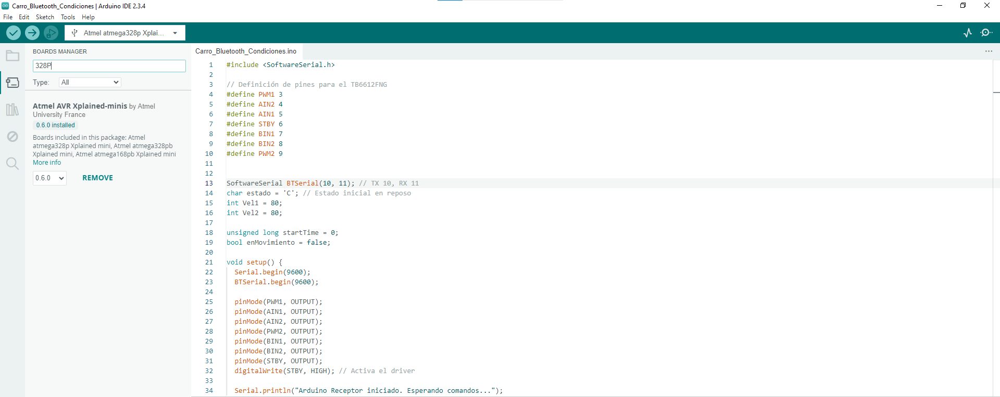 Carro_Bluetooth_Condiciones | Arduino IDE 2.3.4
File Edit Sketch Tools Help
Atmel atmega328p Xplai...
BOARDS MANAGER
328P
Type: All
Atmel AVR Xplained-minis by Atmel
University France
0.6.0 installed
Boards included in this package: Atmel
atmega328p Xplained mini, Atmel atmega328pb
Xplained mini, Atmel atmega168pb Xplained mini
More info
0.6.0 REMOVE
Carro_Bluetooth_Condiciones.ino
1 #include <SoftwareSerial.h>
2
3 // Definición de pines para el TB6612FNG
4 #define PWM1 3
5 #define AIN2 4
6 #define AIN1 5
7 #define STBY 6
8 #define BIN1 7
9 #define BIN2 8
10 #define PWM2 9
11
12
13 SoftwareSerial BTSerial(10, 11); // TX 10, RX 11
14 char estado = 'C'; // Estado inicial en reposo
15 int Vel1 = 80;
16 int Vel2 = 80;
17
18 unsigned long startTime = 0;
19 bool enMovimiento = false;
20
21 void setup() {
22 Serial.begin(9600);
23 BTSerial.begin(9600);
24
25 pinMode(PWM1, OUTPUT);
26 pinMode(AIN1, OUTPUT);
27 pinMode(AIN2, OUTPUT);
28 pinMode(PWM2, OUTPUT);
29 pinMode(BIN1, OUTPUT);
30 pinMode(BIN2, OUTPUT);
31 pinMode(STBY, OUTPUT);
32 digitalWrite(STBY, HIGH); // Activa el driver
33
34 Serial.println("Arduino Receptor iniciado. Esperando comandos...");